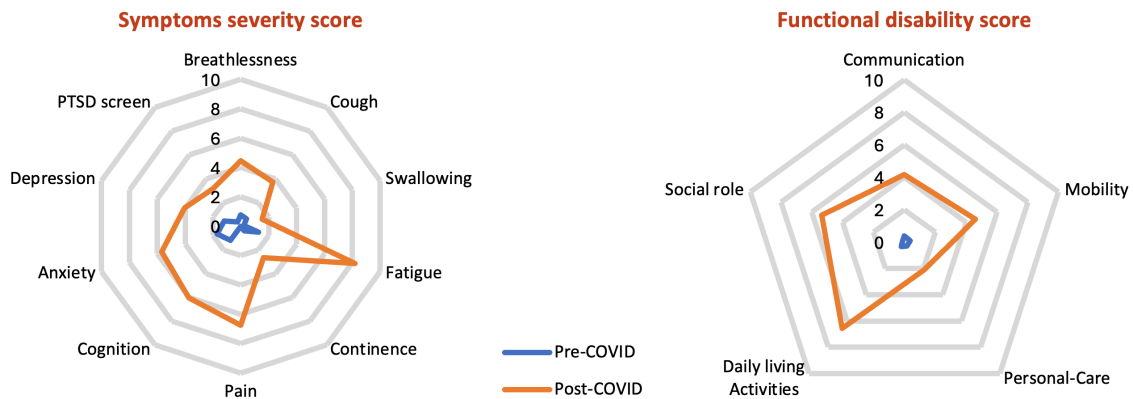 Symptoms severity score
Breathlessness
10
8
6
4
2
0
Cough
Swallowing
Fatigue
Continence
Pain
Cognition
Anxiety
Depression
PTSD screen
Pre-COVID
Post-COVID
Functional disability score
Communication
10
8
6
4
2
0
Mobility
Personal-Care
Daily living
Activities
Social role